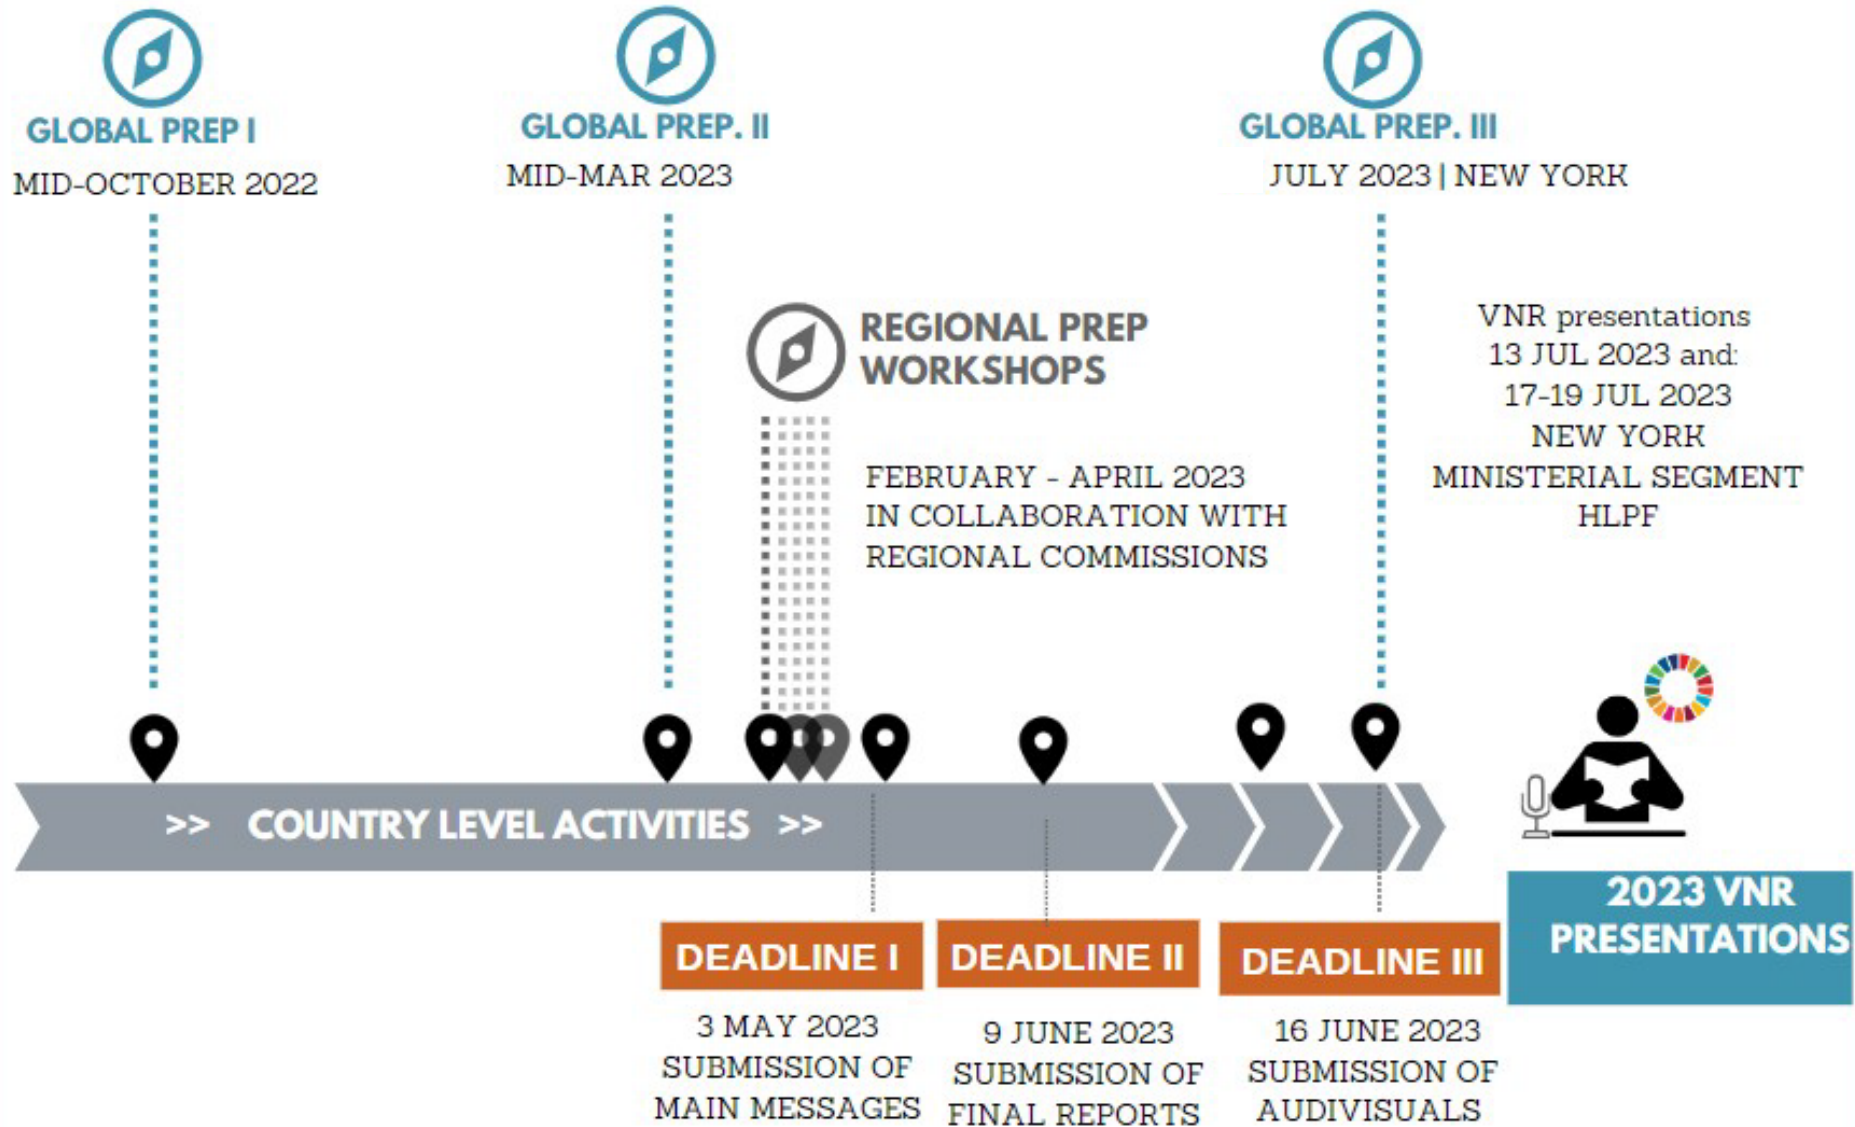 GLOBAL PREP I
MID-OCTOBER 2022
GLOBAL PREP. II
MID-MAR 2023
GLOBAL PREP. III
JULY 2023 | NEW YORK
REGIONAL PREP
WORKSHOPS
FEBRUARY - APRIL 2023
IN COLLABORATION WITH
REGIONAL COMMISSIONS
VNR presentations
13 JUL 2023 and:
17-19 JUL 2023
NEW YORK
MINISTERIAL SEGMENT
HLPF
>> COUNTRY LEVEL ACTIVITIES >>
DEADLINE I
3 MAY 2023
SUBMISSION OF
MAIN MESSAGES
DEADLINE II
9 JUNE 2023
SUBMISSION OF
FINAL REPORTS
DEADLINE III
16 JUNE 2023
SUBMISSION OF
AUDIVISUALS
2023 VNR
PRESENTATIONS